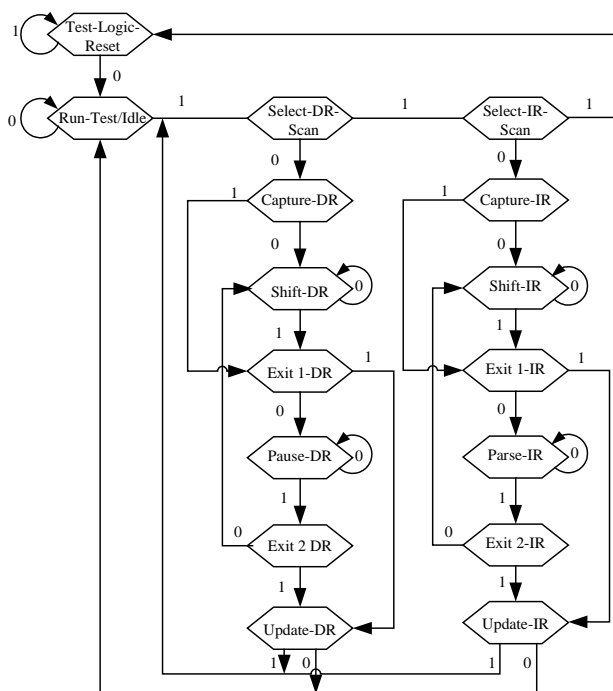 1
Test-Logic-
Reset
0
0
Run-Test/Idle
1
Select-DR-
Scan
1
Select-IR-
Scan
1
0
0
1
Capture-DR
1
Capture-IR
0
0
Shift-DR
0
Shift-IR
0
1
1
Exit 1-DR
1
Exit 1-IR
1
0
0
Pause-DR
0
Parse-IR
0
1
1
0
Exit 2 DR
0
Exit 2-IR
1
1
Update-DR
Update-IR
1
0
1
0